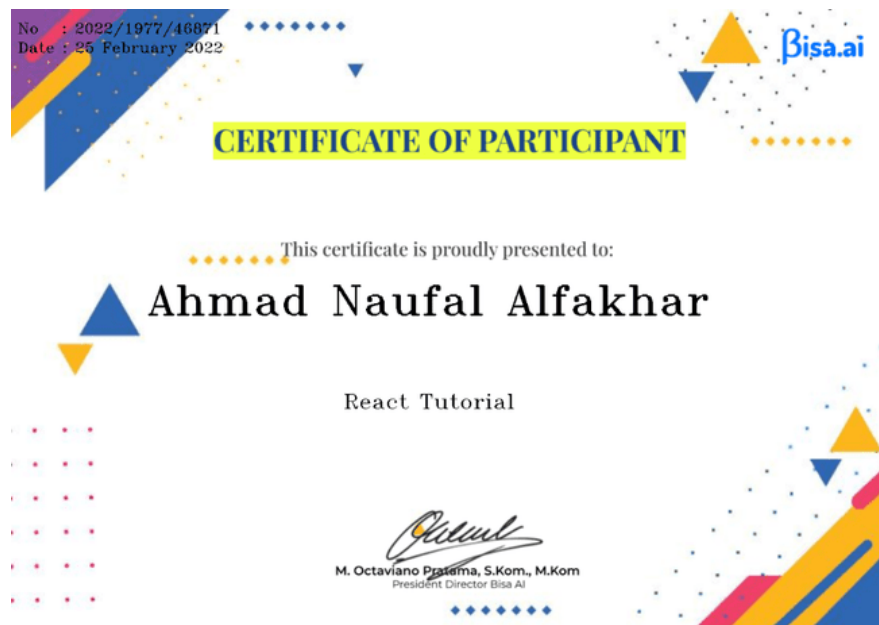 No : 2022/1977/46871
Date : 25 February 2022
βisa.ai
CERTIFICATE OF PARTICIPANT
This certificate is proudly presented to:
Ahmad Naufal Alfakhar
React Tutorial
M. Octaviano Pratama, S.Kom., M.Kom
President Director Bisa AI